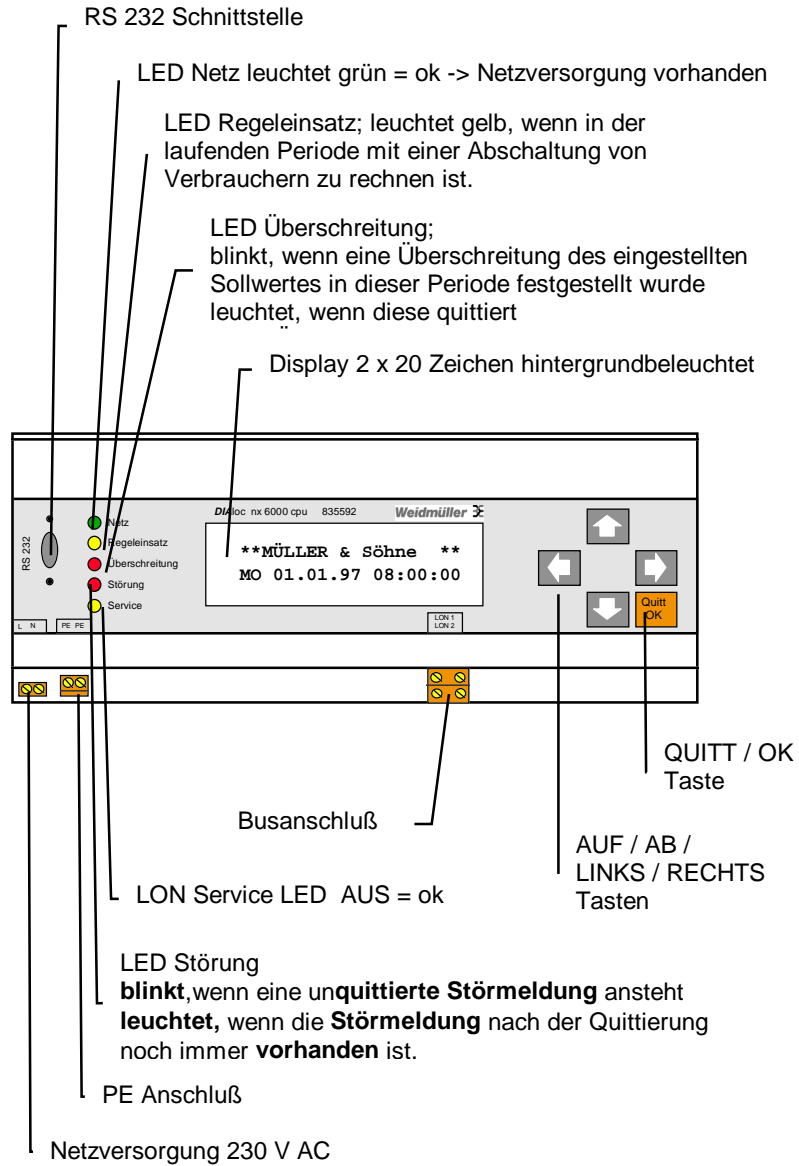 RS 232 Schnittstelle
LED Netz leuchtet grün = ok -> Netzversorgung vorhanden
LED Regeleinsatz; leuchtet gelb, wenn in der
laufenden Periode mit einer Abschaltung von
Verbrauchern zu rechnen ist.
LED Überschreitung;
blinkt, wenn eine Überschreitung des eingestellten
Sollwertes in dieser Periode festgestellt wurde
leuchtet, wenn diese quittiert
Display 2 x 20 Zeichen hintergrundbeleuchtet
DIAloc nx 6000 cpu 835592 Weidmüller
RS 232
Netz
Regeleinsatz
Überschreitung
Störung
Service
**MÜLLER & Söhne **
MO 01.01.97 08:00:00
Quitt
OK
L N
PE PE
LON 1
LON 2
QUITT / OK
Taste
Busanschluß
AUF / AB /
LINKS / RECHTS
Tasten
LON Service LED AUS = ok
LED Störung
blinkt,wenn eine unquittierte Störmeldung ansteht
leuchtet, wenn die Störmeldung nach der Quittierung
noch immer vorhanden ist.
PE Anschluß
Netzversorgung 230 V AC